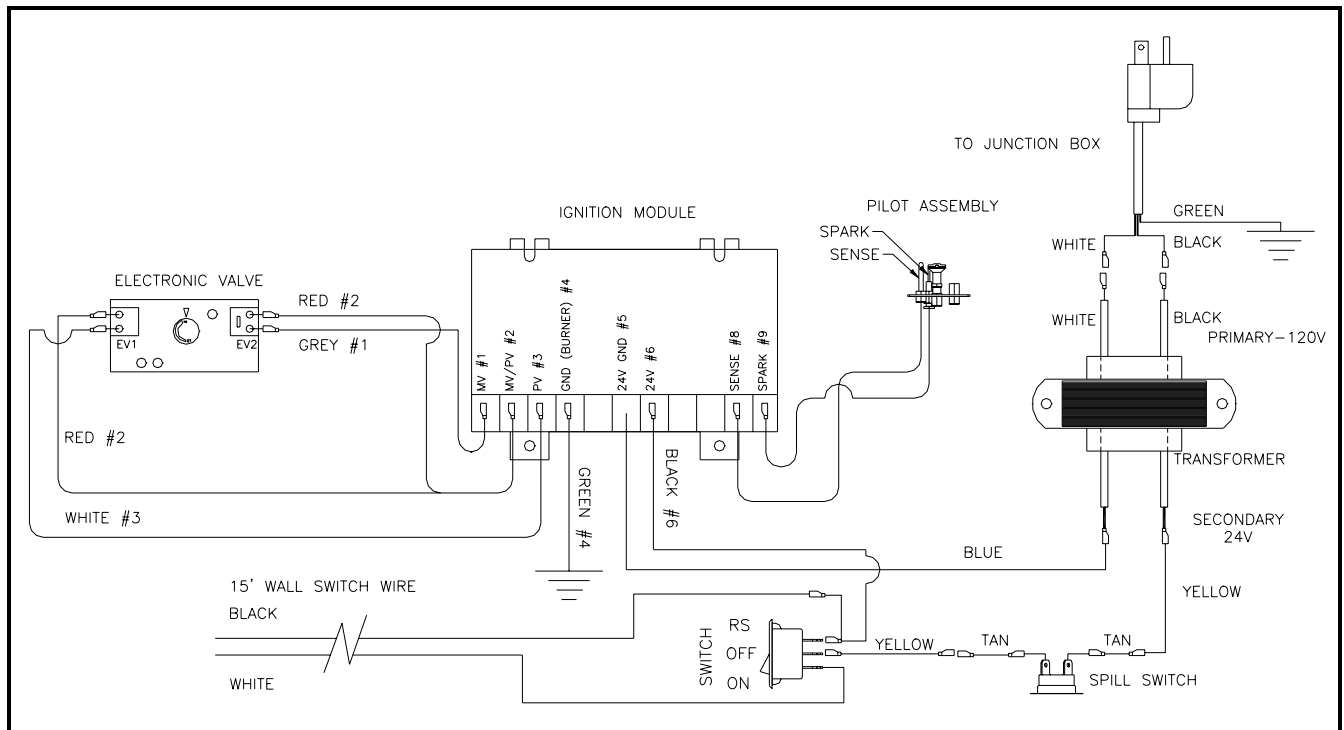 TO JUNCTION BOX
GREEN
WHITE
BLACK
WHITE
BLACK
PRIMARY-120V
TRANSFORMER
SECONDARY
24V
BLUE
YELLOW
PILOT ASSEMBLY
SPARK
SENSE
IGNITION MODULE
MV #1
MV/PV #2
PV #3
GND (BURNER) #4
24V GND #5
24V #6
SENSE #8
SPARK #9
ELECTRONIC VALVE
EV1
EV2
RED #2
GREY #1
RED #2
WHITE #3
GREEN #4
BLACK #6
15' WALL SWITCH WIRE
BLACK
WHITE
SWITCH
RS
OFF
ON
YELLOW
TAN
TAN
SPILL SWITCH